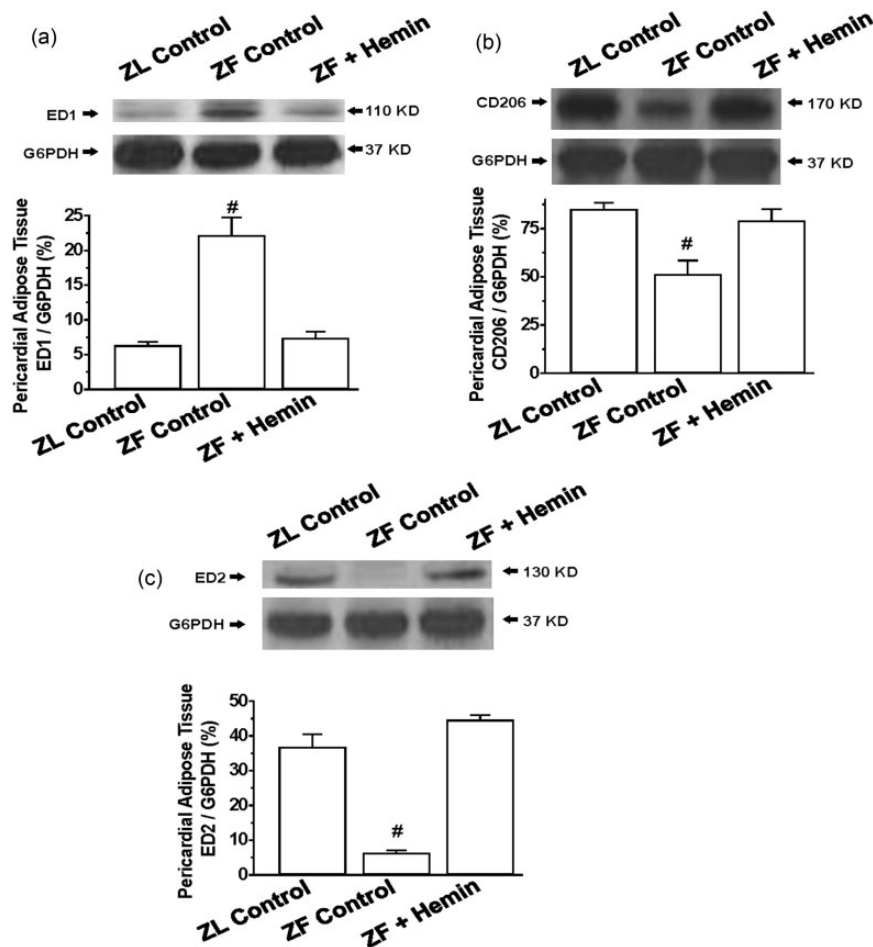 (a)
ZL Control
ZF Control
ZF + Hemin
ED1
110 KD
G6PDH
37 KD
Pericardial Adipose Tissue
ED1 / G6PDH (%)
25
20
15
10
5
0
#
ZL Control
ZF Control
ZF + Hemin
(b)
ZL Control
ZF Control
ZF + Hemin
CD206
170 KD
G6PDH
37 KD
Pericardial Adipose Tissue
CD206 / G6PDH (%)
75
50
25
0
#
ZL Control
ZF Control
ZF + Hemin
(c)
ZL Control
ZF Control
ZF + Hemin
ED2
130 KD
G6PDH
37 KD
Pericardial Adipose Tissue
ED2 / G6PDH (%)
50
40
30
20
10
0
#
ZL Control
ZF Control
ZF + Hemin